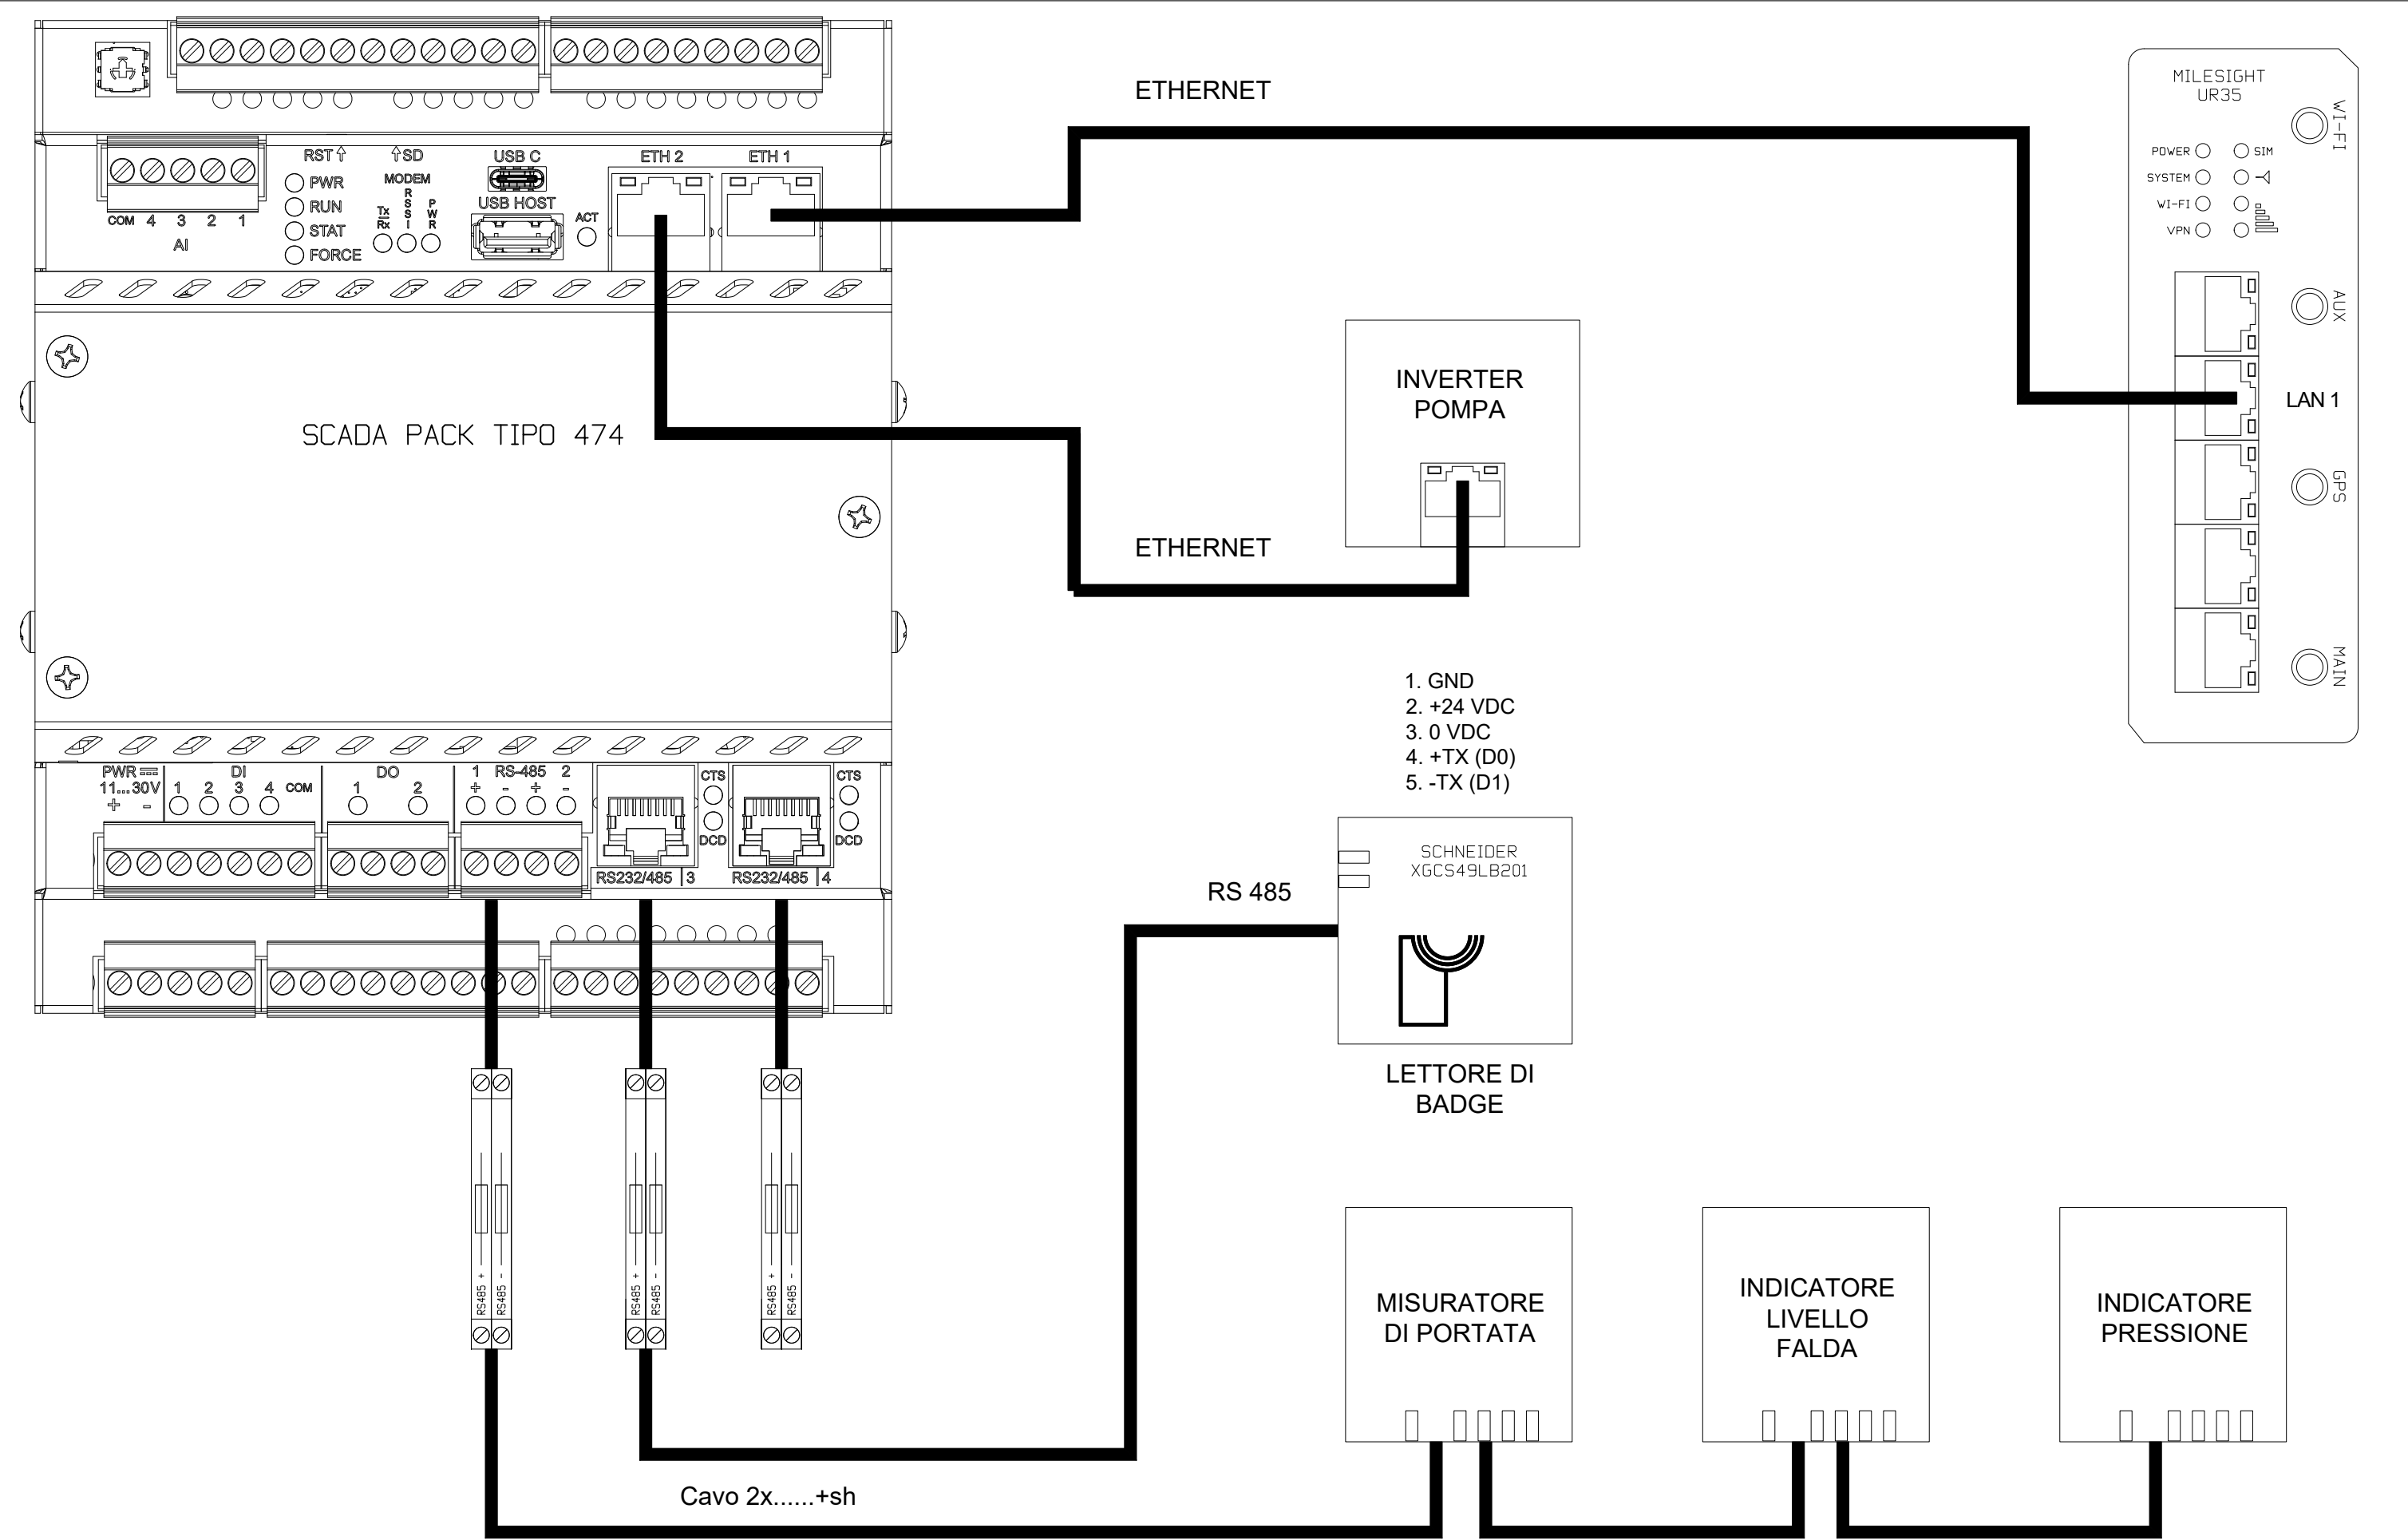 ETHERNET
MILESIGHT
UR35
WI-FI
POWER
SIM
SYSTEM
WI-FI
VPN
AUX
LAN 1
GPS
MAIN
RST
SD
USB C
ETH 2
ETH 1
PWR
MODEM
RUN
RSSI
PWR
USB HOST
Tx
Rx
ACT
STAT
FORCE
COM 4 3 2 1
AI
SCADA PACK TIPO 474
INVERTER
POMPA
ETHERNET
1. GND
2. +24 VDC
3. 0 VDC
4. +TX (D0)
5. -TX (D1)
PWR
11...30V
+ -
DI
1 2 3 4 COM
DO
1 2
1 RS-485 2
+ - + -
CTS
DCD
CTS
DCD
RS232/485 3
RS232/485 4
SCHNEIDER
XGCS49LB201
RS 485
LETTORE DI
BADGE
RS485 +
RS485 -
RS485 +
RS485 -
RS485 +
RS485 -
MISURATORE
DI PORTATA
INDICATORE
LIVELLO
FALDA
INDICATORE
PRESSIONE
Cavo 2x......+sh